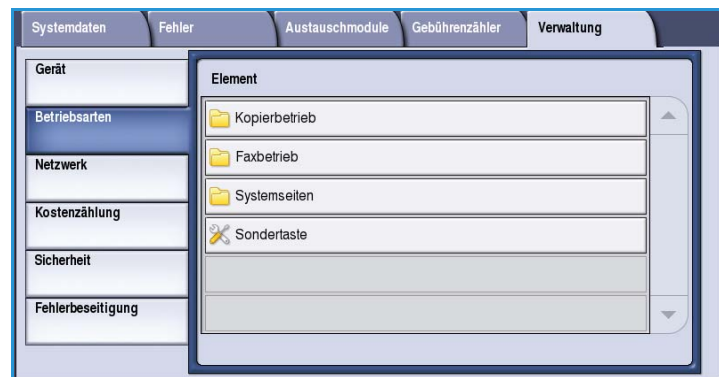 Systemdaten Fehler Austauschmodule Gebührenzähler Verwaltung
Gerät
Betriebsarten
Netzwerk
Kostenzählung
Sicherheit
Fehlerbeseitigung
Element
Kopierbetrieb
Faxbetrieb
Systemseiten
Sondertaste